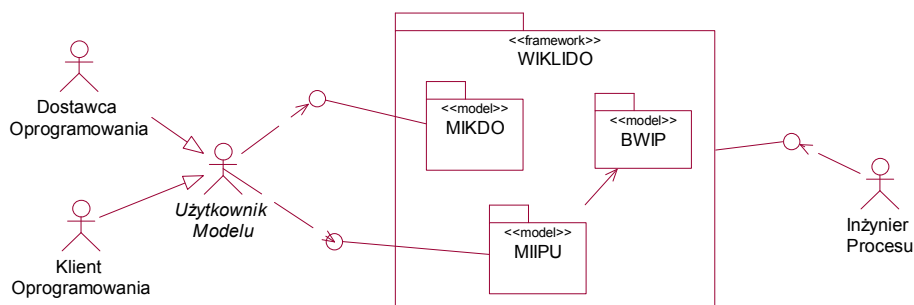 Dostawca
Oprogramowania
Klient
Oprogramowania
Użytkownik
Modelu
<<framework>>
WIKLIDO
<<model>>
MIKDO
<<model>>
BWIP
<<model>>
MIIPU
Inżynier
Procesu